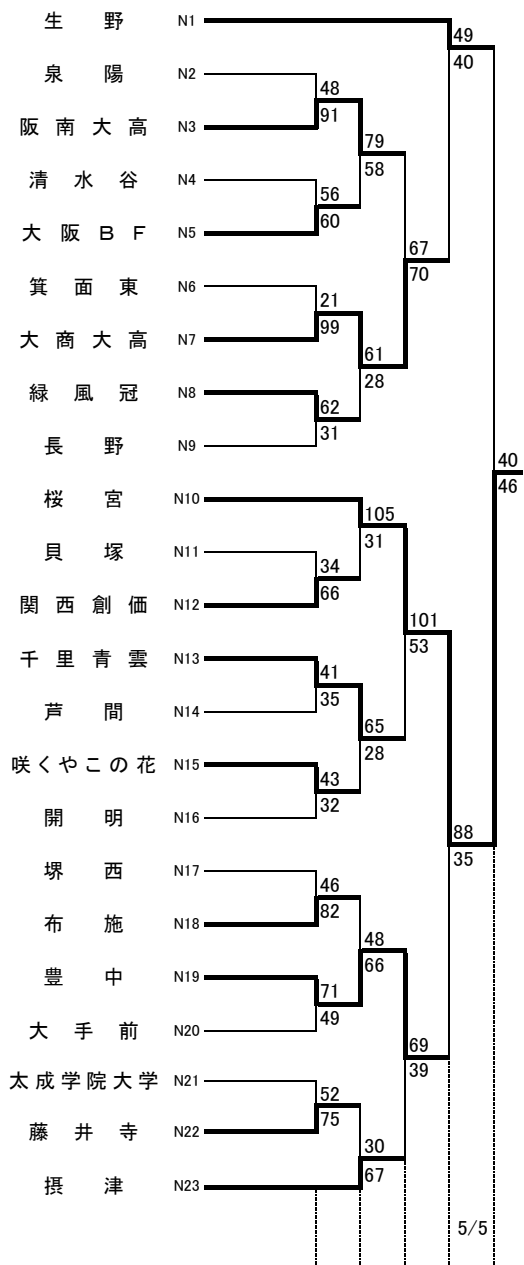 生野 N1
49
40
泉陽 N2
48
91
阪南大高 N3
79
58
清水谷 N4
56
60
大阪BF N5
67
70
箕面東 N6
21
99
大商大高 N7
61
28
緑風冠 N8
62
31
長野 N9
40
46
桜宮 N10
105
31
貝塚 N11
34
66
関西創価 N12
101
53
千里青雲 N13
41
35
芦間 N14
65
28
咲くやこの花 N15
43
32
開明 N16
88
35
堺西 N17
46
82
布施 N18
48
66
豊中 N19
71
49
大手前 N20
69
39
太成学院大学 N21
52
75
藤井寺 N22
30
67
摂津 N23
5/5